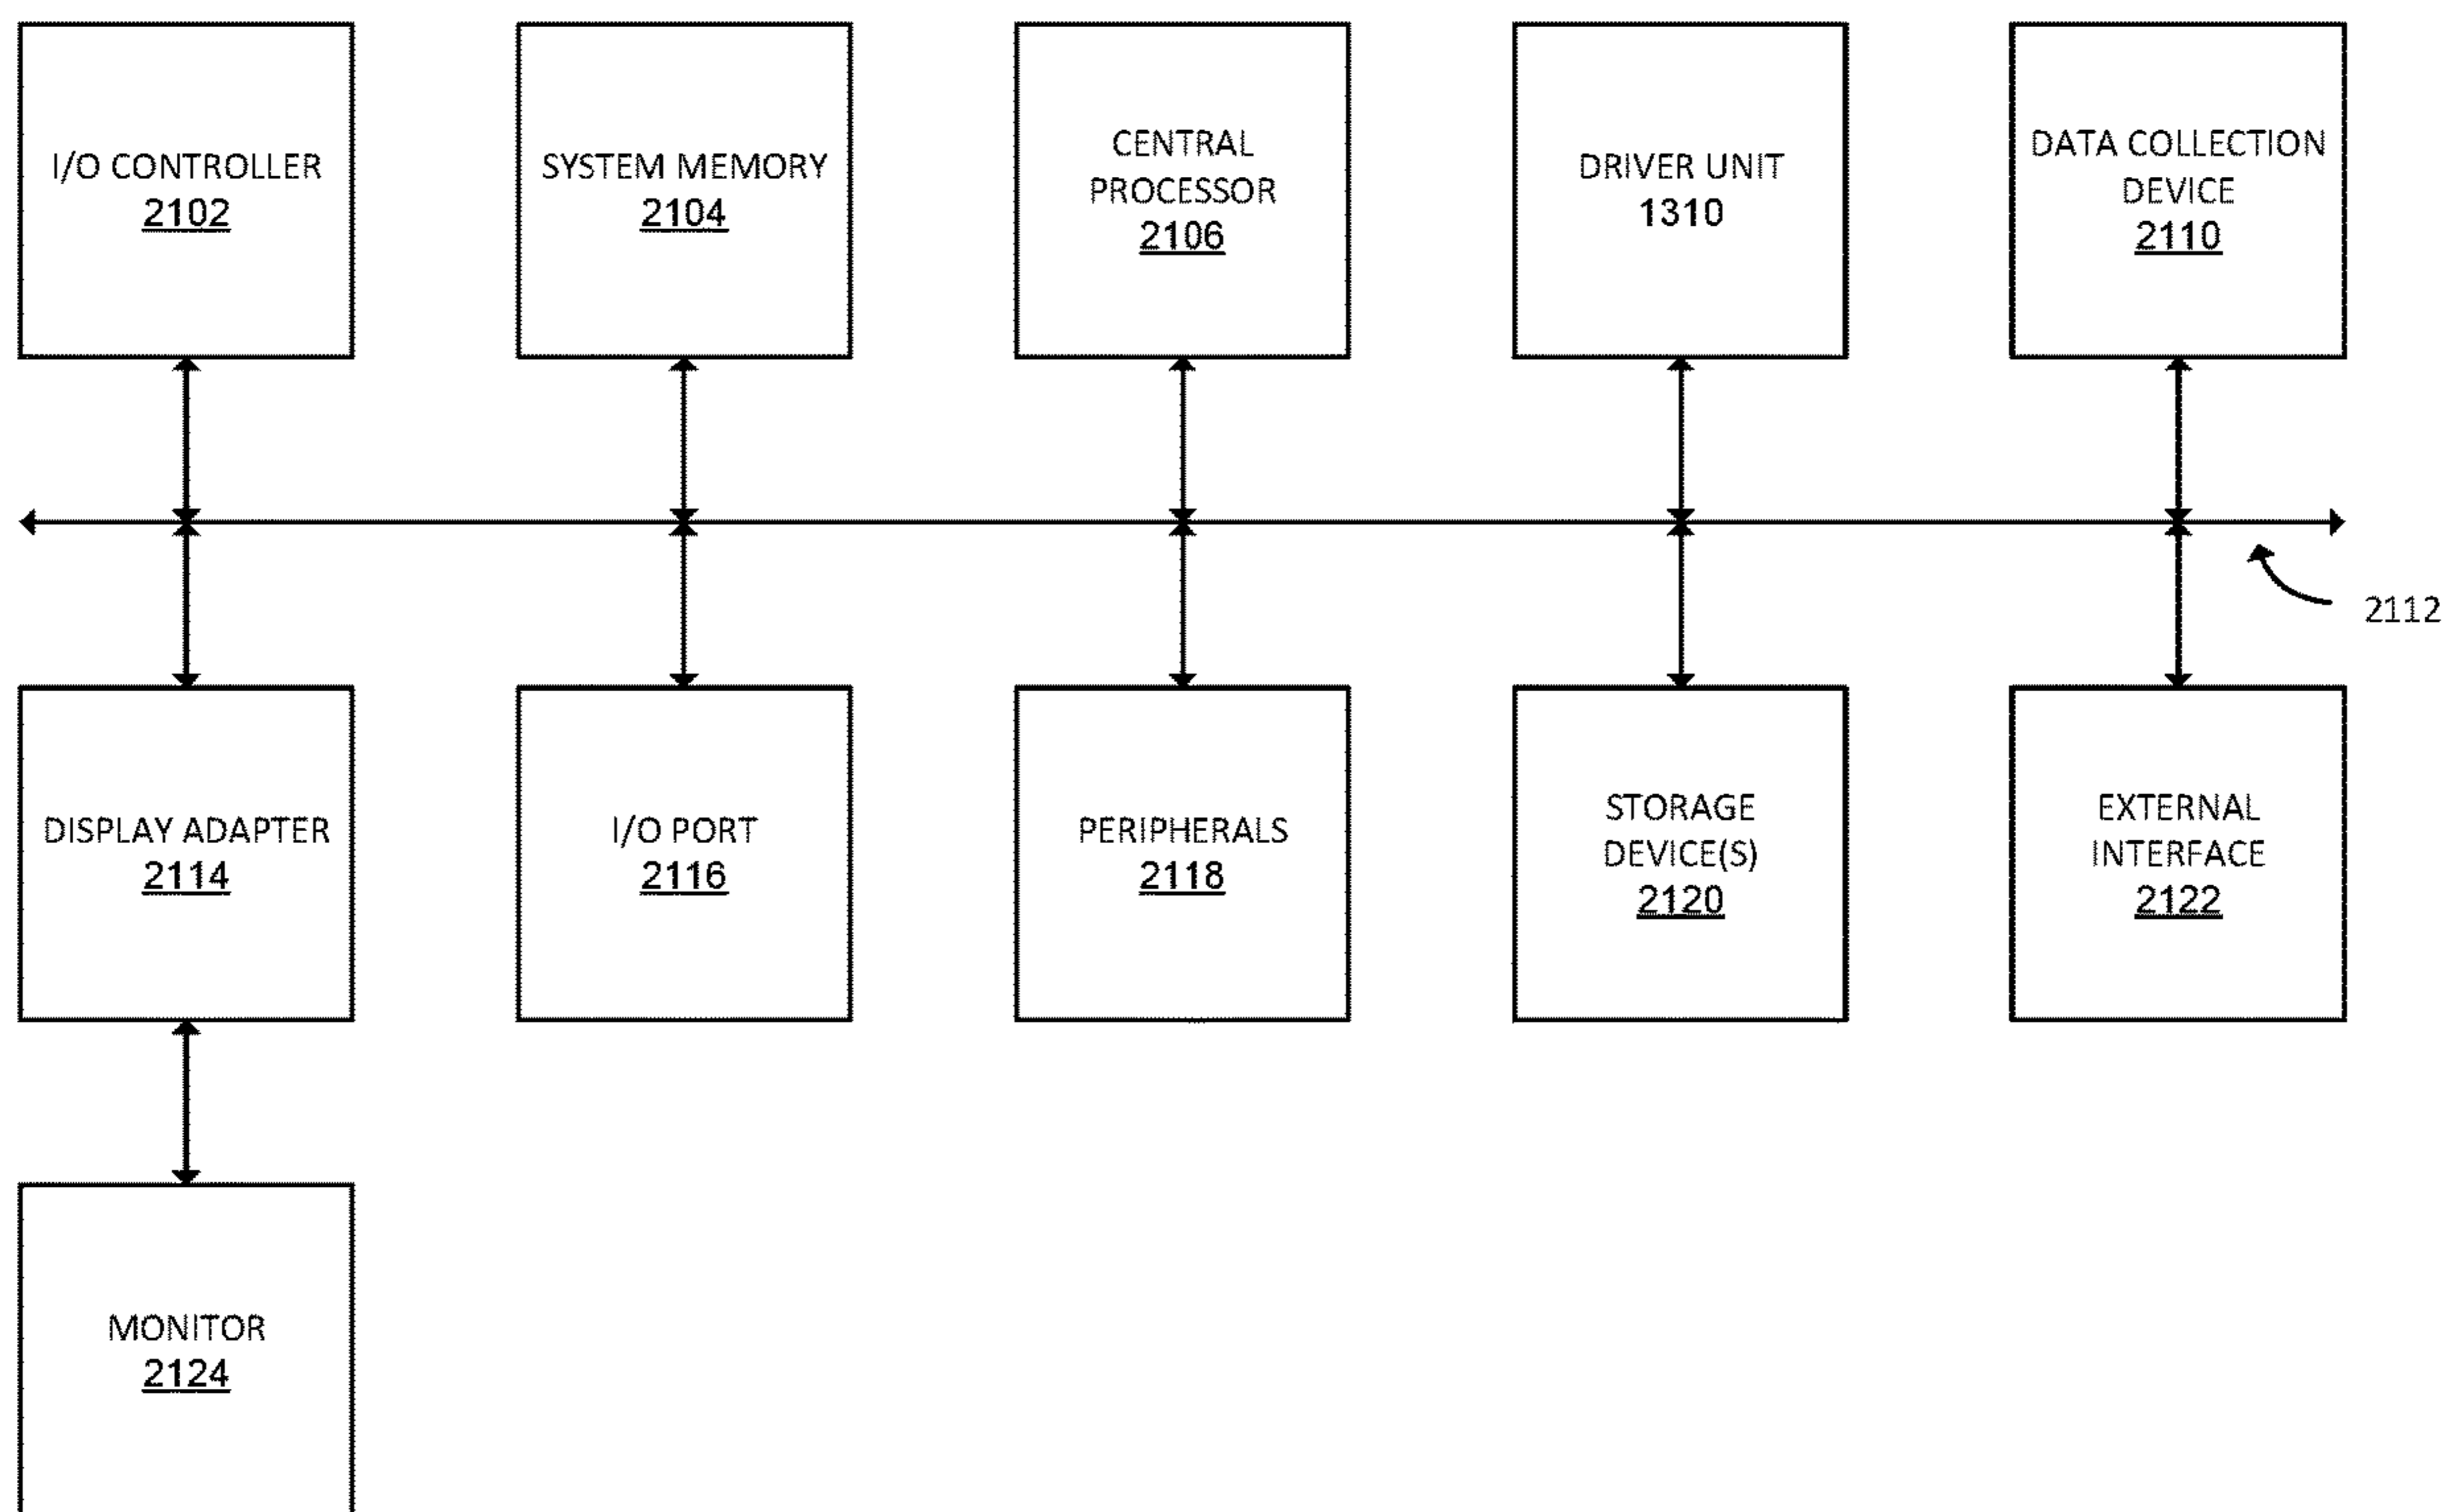 I/O CONTROLLER
2102
SYSTEM MEMORY
2104
CENTRAL
PROCESSOR
2106
DRIVER UNIT
1310
DATA COLLECTION
DEVICE
2110
2112
DISPLAY ADAPTER
2114
I/O PORT
2116
PERIPHERALS
2118
STORAGE
DEVICE(S)
2120
EXTERNAL
INTERFACE
2122
MONITOR
2124